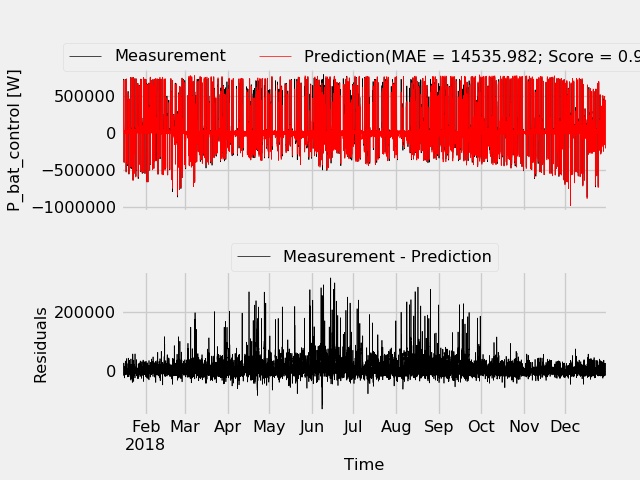 Measurement
Prediction(MAE = 14535.982; Score = 0.9
P_bat_control [W]
500000
0
−500000
−1000000
Measurement - Prediction
Residuals
200000
0
Feb Mar Apr May Jun Jul Aug Sep Oct Nov Dec
2018
Time